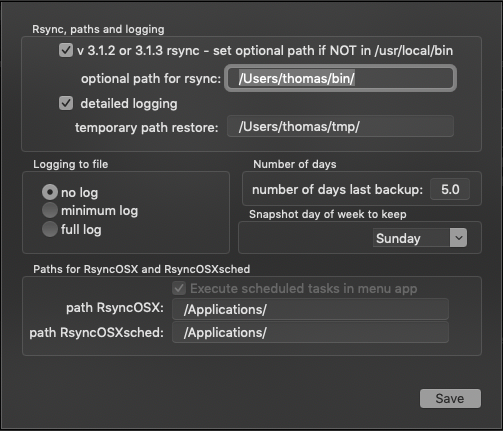 Rsync, paths and logging
v 3.1.2 or 3.1.3 rsync - set optional path if NOT in /usr/local/bin
optional path for rsync: /Users/thomas/bin/
detailed logging
temporary path restore: /Users/thomas/tmp/
Logging to file
no log
minimum log
full log
Number of days
number of days last backup: 5.0
Snapshot day of week to keep
Sunday
Paths for RsyncOSX and RsyncOSXsched
Execute scheduled tasks in menu app
path RsyncOSX: /Applications/
path RsyncOSXsched: /Applications/
Save